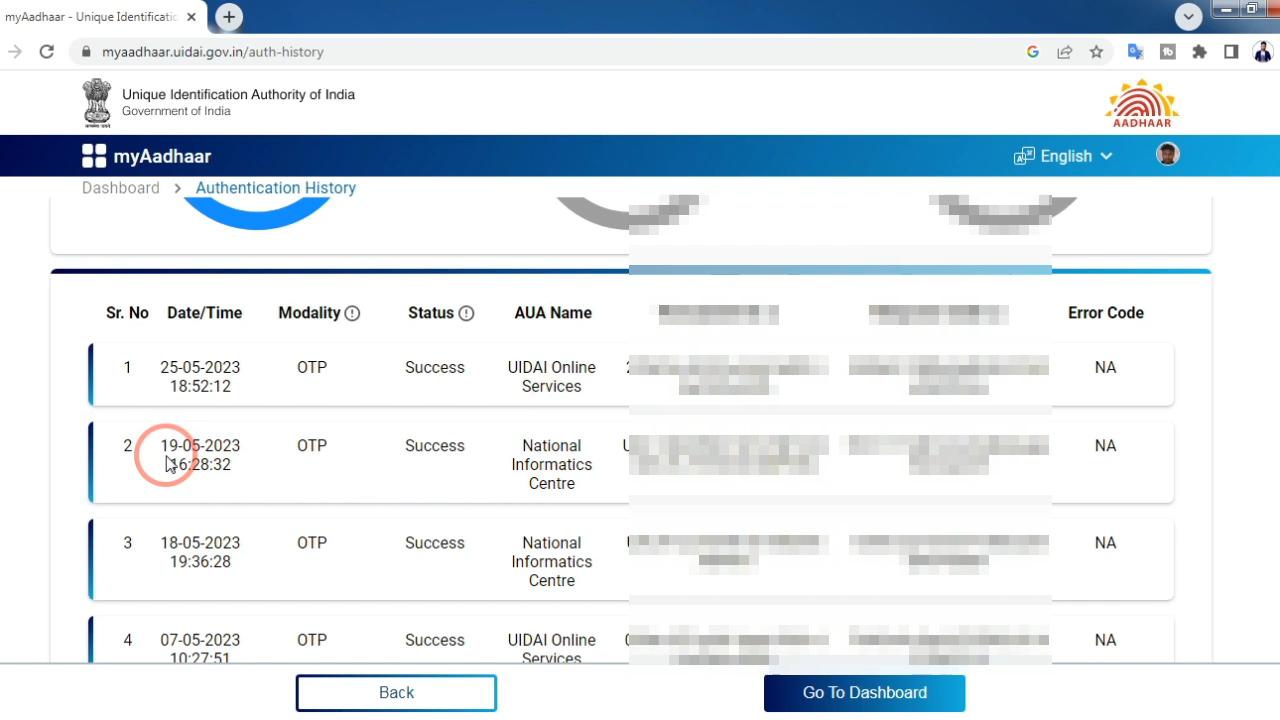 myAadhaar - Unique Identificatic
myaadhaar.uidai.gov.in/auth-history
Unique Identification Authority of India
Government of India
AADHAAR
myAadhaar
English
Dashboard > Authentication History
Sr. No Date/Time Modality Status AUA Name Error Code
1 25-05-2023 18:52:12 OTP Success UIDAI Online Services NA
2 19-05-2023 16:28:32 OTP Success National Informatics Centre NA
3 18-05-2023 19:36:28 OTP Success National Informatics Centre NA
4 07-05-2023 10:27:51 OTP Success UIDAI Online Services NA
Back
Go To Dashboard